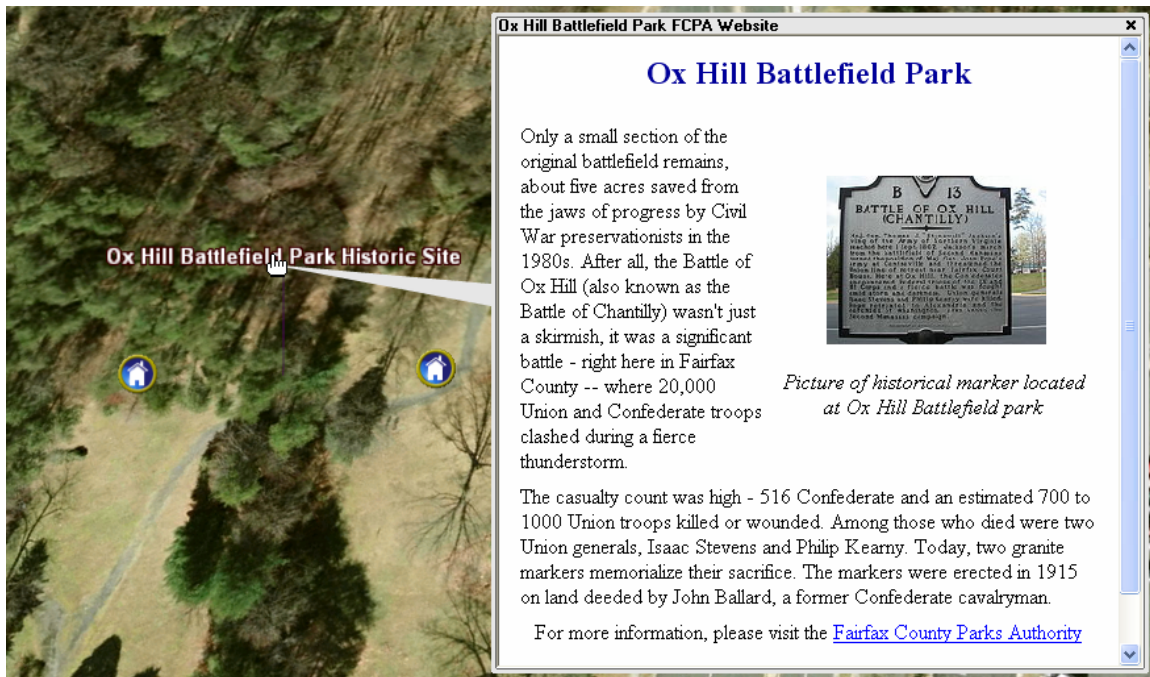 Ox Hill Battlefield Park FCPA Website
Ox Hill Battlefield Park
Only a small section of the
original battlefield remains,
about five acres saved from
the jaws of progress by Civil
War preservationists in the
1980s. After all, the Battle of
Ox Hill (also known as the
Battle of Chantilly) wasn't just
a skirmish, it was a significant
battle - right here in Fairfax
County -- where 20,000
Union and Confederate troops
clashed during a fierce
thunderstorm.
B 13
BATTLE OF OX HILL
(CHANTILLY)
Picture of historical marker located
at Ox Hill Battlefield park
The casualty count was high - 516 Confederate and an estimated 700 to
1000 Union troops killed or wounded. Among those who died were two
Union generals, Isaac Stevens and Philip Kearny. Today, two granite
markers memorialize their sacrifice. The markers were erected in 1915
on land deeded by John Ballard, a former Confederate cavalryman.
For more information, please visit the Fairfax County Parks Authority
Ox Hill Battlefield Park Historic Site